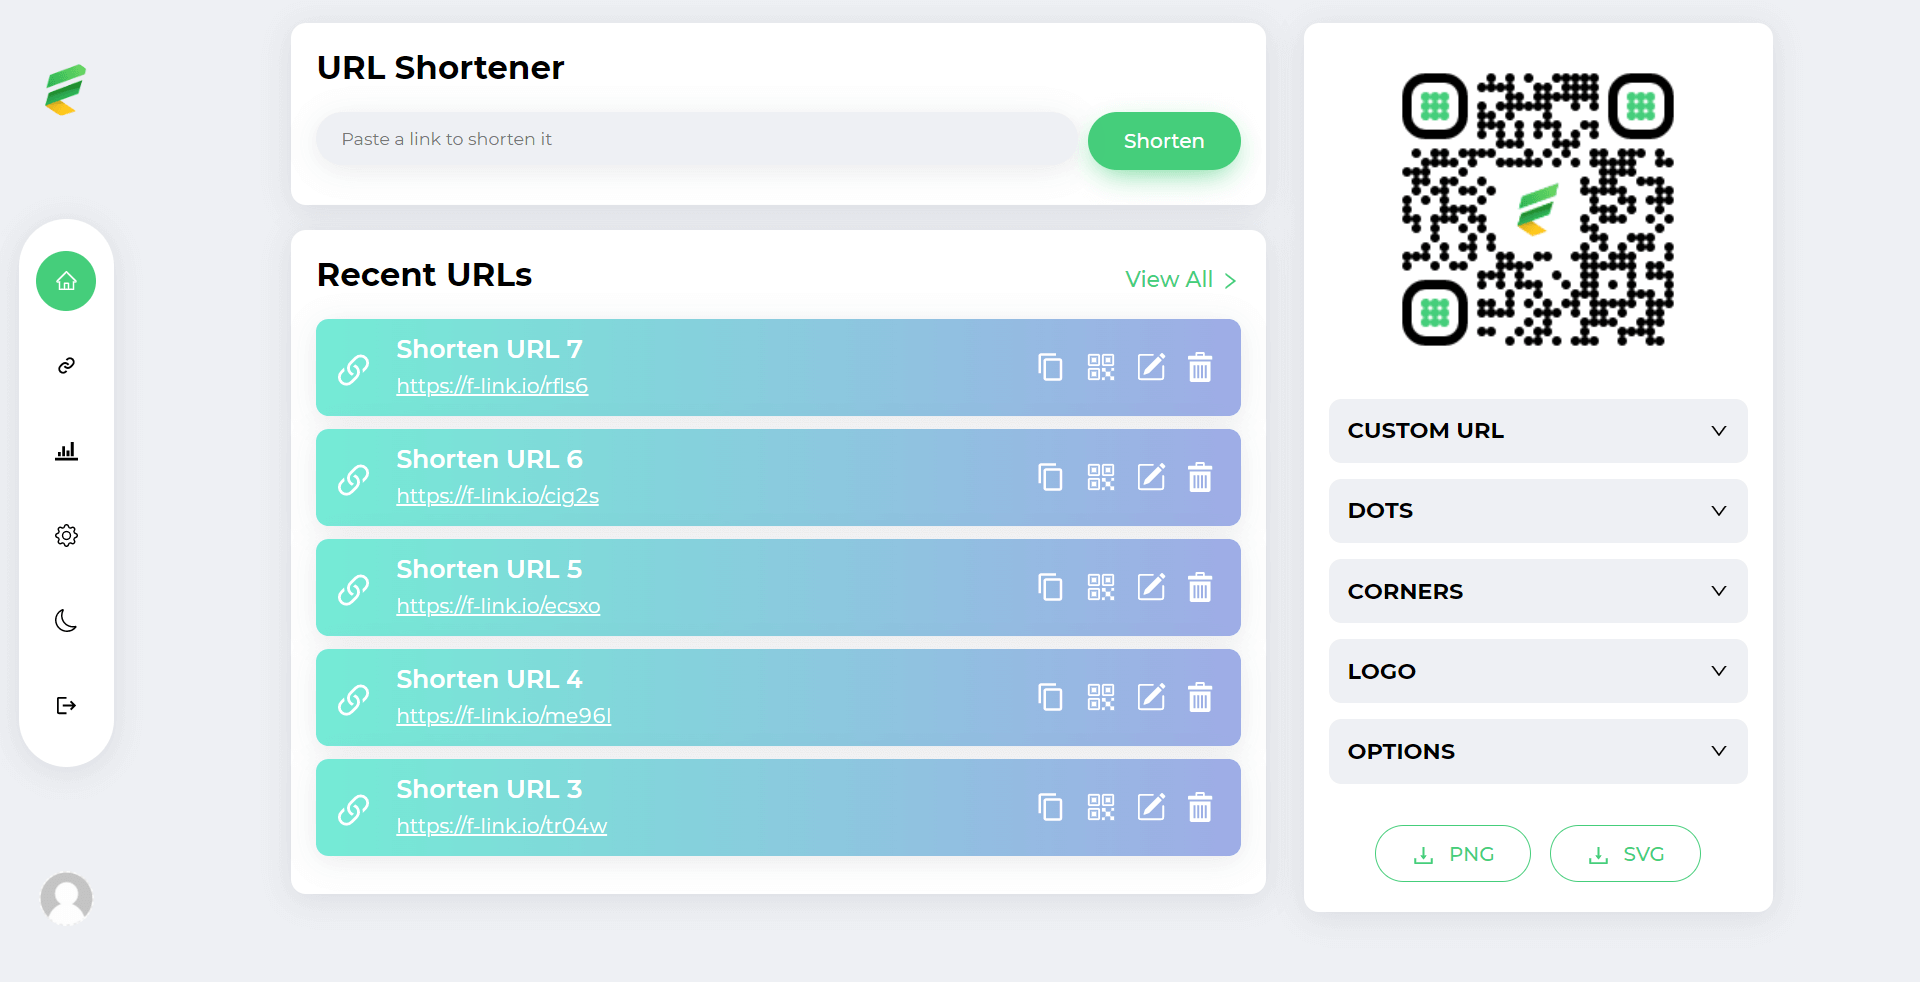 URL Shortener
Paste a link to shorten it
Shorten
Recent URLs
View All
Shorten URL 7
https://f-link.io/rfls6
Shorten URL 6
https://f-link.io/cig2s
Shorten URL 5
https://f-link.io/ecsxo
Shorten URL 4
https://f-link.io/me96l
Shorten URL 3
https://f-link.io/tr04w
CUSTOM URL
DOTS
CORNERS
LOGO
OPTIONS
PNG
SVG